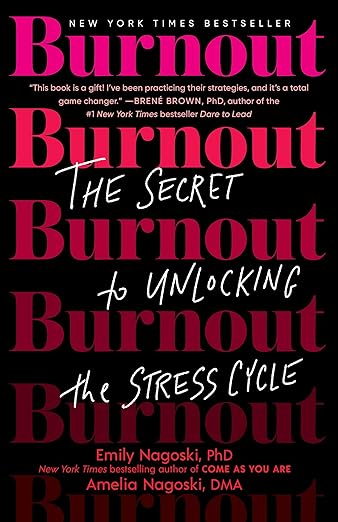 NEW YORK TIMES BESTSELLER
Burnout
"This book is a gift! I've been practicing their strategies, and it's a total
game changer." —BRENÉ BROWN, PhD, author of the
#1 New York Times bestseller Dare to Lead
Burnout
THE SECRET
Burnout
to UNLOCKING
Burnout
the STRESS CYCLE
Burnout
Emily Nagoski, PhD
New York Times bestselling author of COME AS YOU ARE
Amelia Nagoski, DMA